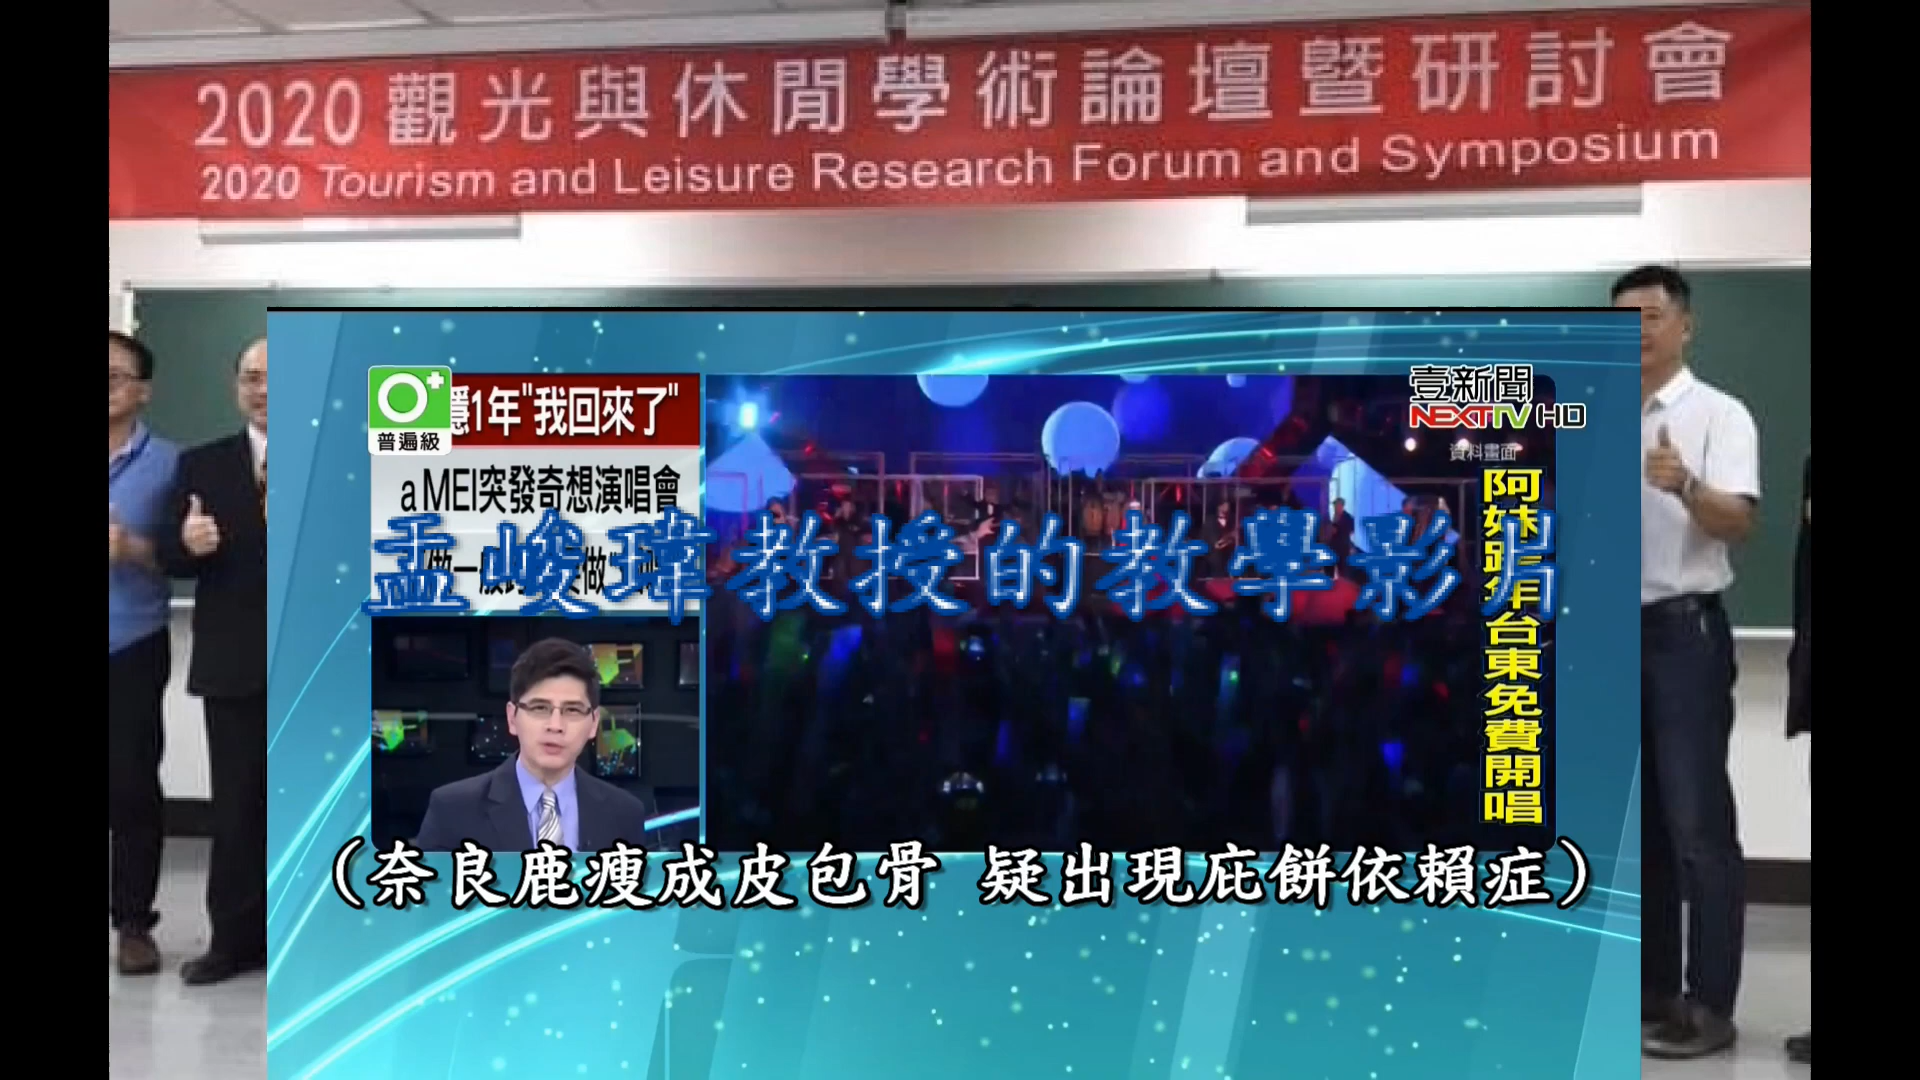 2020 觀光與休閒學術論壇暨研討會
2020 Tourism and Leisure Research Forum and Symposium
普遍級
隱1年"我回來了"
aMEI突發奇想演唱會
壹新聞
NEXTTV HD
資料畫面
阿妹跨年台東免費開唱
孟峻瑋教授的教學影片
(奈良鹿瘦成皮包骨 疑出現庇餅依賴症)